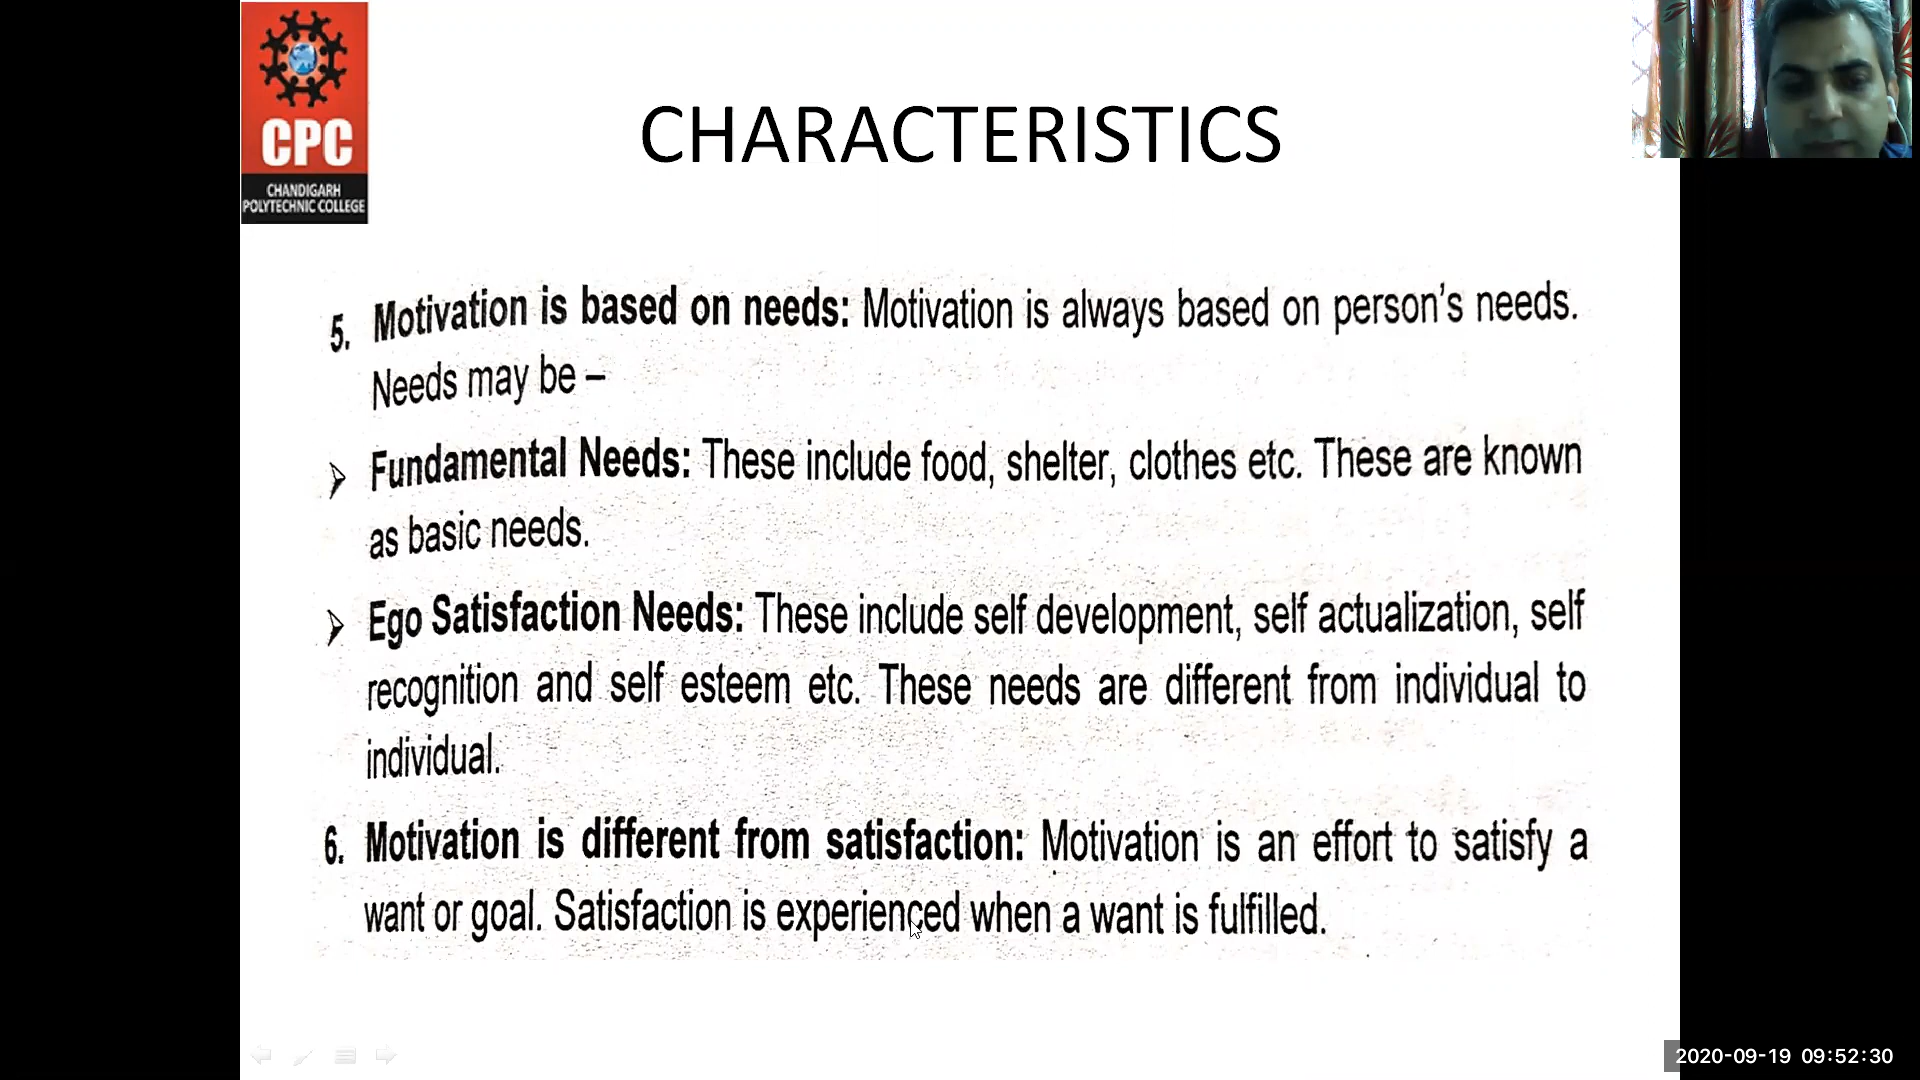 CPC
CHANDIGARH
POLYTECHNIC COLLEGE
CHARACTERISTICS
5. Motivation is based on needs: Motivation is always based on person's needs.
Needs may be –
➢ Fundamental Needs: These include food, shelter, clothes etc. These are known
as basic needs.
➢ Ego Satisfaction Needs: These include self development, self actualization, self
recognition and self esteem etc. These needs are different from individual to
individual.
6. Motivation is different from satisfaction: Motivation is an effort to satisfy a
want or goal. Satisfaction is experienced when a want is fulfilled.
2020-09-19 09:52:30